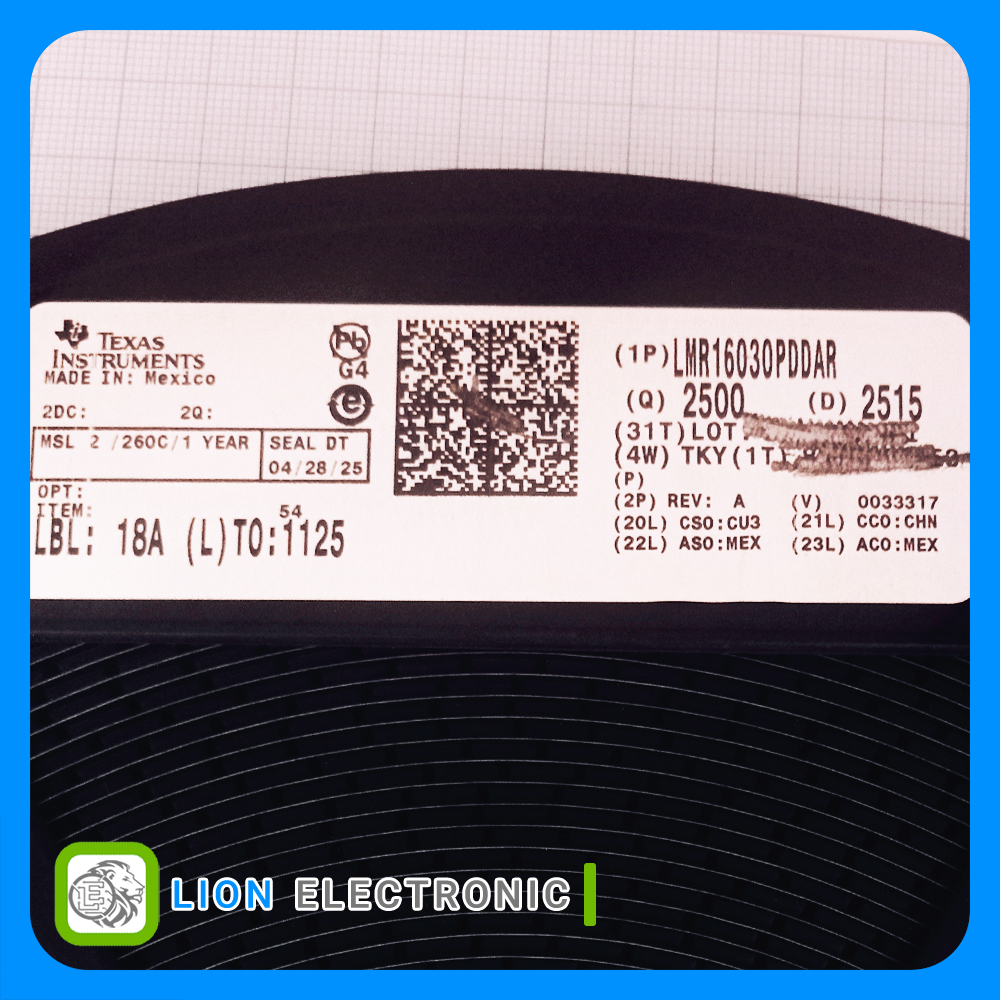 TEXAS
INSTRUMENTS
MADE IN: Mexico
2DC: 2Q:
MSL 2 /260C/1 YEAR
SEAL DT
04/28/25
OPT:
ITEM: 54
LBL: 18A (L)TO:1125
Pb
G4
e
(1P)LMR16030PDDAR
(Q) 2500 (D) 2515
(31T)LOT
(4W) TKY(1T)
(P)
(2P) REV: A (V) 0033317
(20L) CSO:CU3 (21L) CCO:CHN
(22L) ASO:MEX (23L) ACO:MEX
LION ELECTRONIC